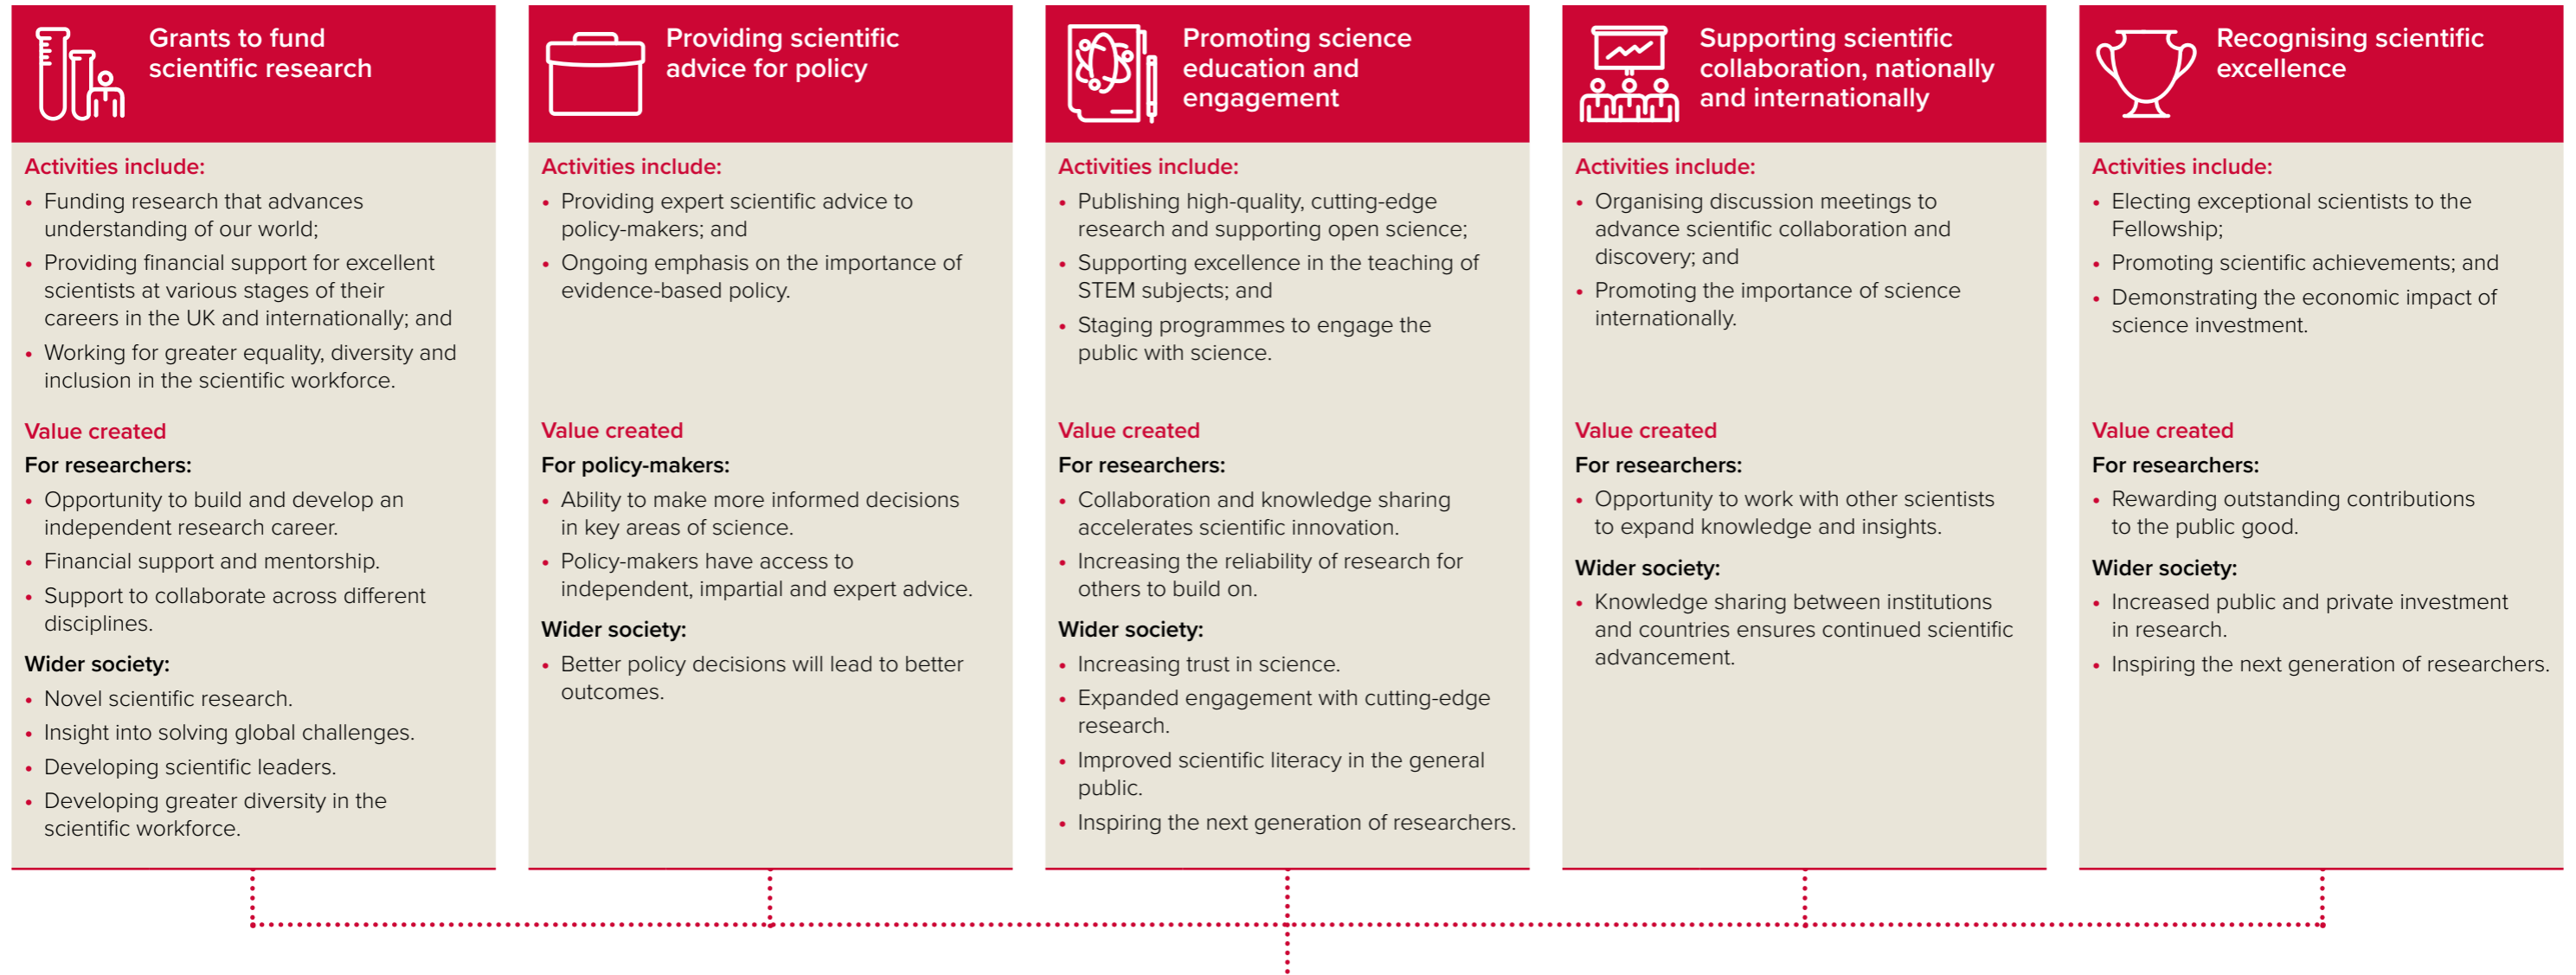 Grants to fund
scientific research
Activities include:
• Funding research that advances
understanding of our world;
• Providing financial support for excellent
scientists at various stages of their
careers in the UK and internationally; and
• Working for greater equality, diversity and
inclusion in the scientific workforce.
Value created
For researchers:
• Opportunity to build and develop an
independent research career.
• Financial support and mentorship.
• Support to collaborate across different
disciplines.
Wider society:
• Novel scientific research.
• Insight into solving global challenges.
• Developing scientific leaders.
• Developing greater diversity in the
scientific workforce.
Providing scientific
advice for policy
Activities include:
• Providing expert scientific advice to
policy-makers; and
• Ongoing emphasis on the importance of
evidence-based policy.
Value created
For policy-makers:
• Ability to make more informed decisions
in key areas of science.
• Policy-makers have access to
independent, impartial and expert advice.
Wider society:
• Better policy decisions will lead to better
outcomes.
Promoting science
education and
engagement
Activities include:
• Publishing high-quality, cutting-edge
research and supporting open science;
• Supporting excellence in the teaching of
STEM subjects; and
• Staging programmes to engage the
public with science.
Value created
For researchers:
• Collaboration and knowledge sharing
accelerates scientific innovation.
• Increasing the reliability of research for
others to build on.
Wider society:
• Increasing trust in science.
• Expanded engagement with cutting-edge
research.
• Improved scientific literacy in the general
public.
• Inspiring the next generation of researchers.
Supporting scientific
collaboration, nationally
and internationally
Activities include:
• Organising discussion meetings to
advance scientific collaboration and
discovery; and
• Promoting the importance of science
internationally.
Value created
For researchers:
• Opportunity to work with other scientists
to expand knowledge and insights.
Wider society:
• Knowledge sharing between institutions
and countries ensures continued scientific
advancement.
Recognising scientific
excellence
Activities include:
• Electing exceptional scientists to the
Fellowship;
• Promoting scientific achievements; and
• Demonstrating the economic impact of
science investment.
Value created
For researchers:
• Rewarding outstanding contributions
to the public good.
Wider society:
• Increased public and private investment
in research.
• Inspiring the next generation of researchers.